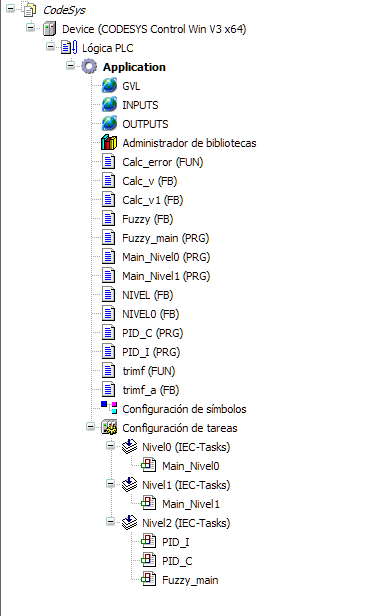 CodeSys
Device (CODESYS Control Win V3 x64)
Lógica PLC
Application
GVL
INPUTS
OUTPUTS
Administrador de bibliotecas
Calc_error (FUN)
Calc_v (FB)
Calc_v1 (FB)
Fuzzy (FB)
Fuzzy_main (PRG)
Main_Nivel0 (PRG)
Main_Nivel1 (PRG)
NIVEL (FB)
NIVEL0 (FB)
PID_C (PRG)
PID_I (PRG)
trimf (FUN)
trimf_a (FB)
Configuración de símbolos
Configuración de tareas
Nivel0 (IEC-Tasks)
Main_Nivel0
Nivel1 (IEC-Tasks)
Main_Nivel1
Nivel2 (IEC-Tasks)
PID_I
PID_C
Fuzzy_main